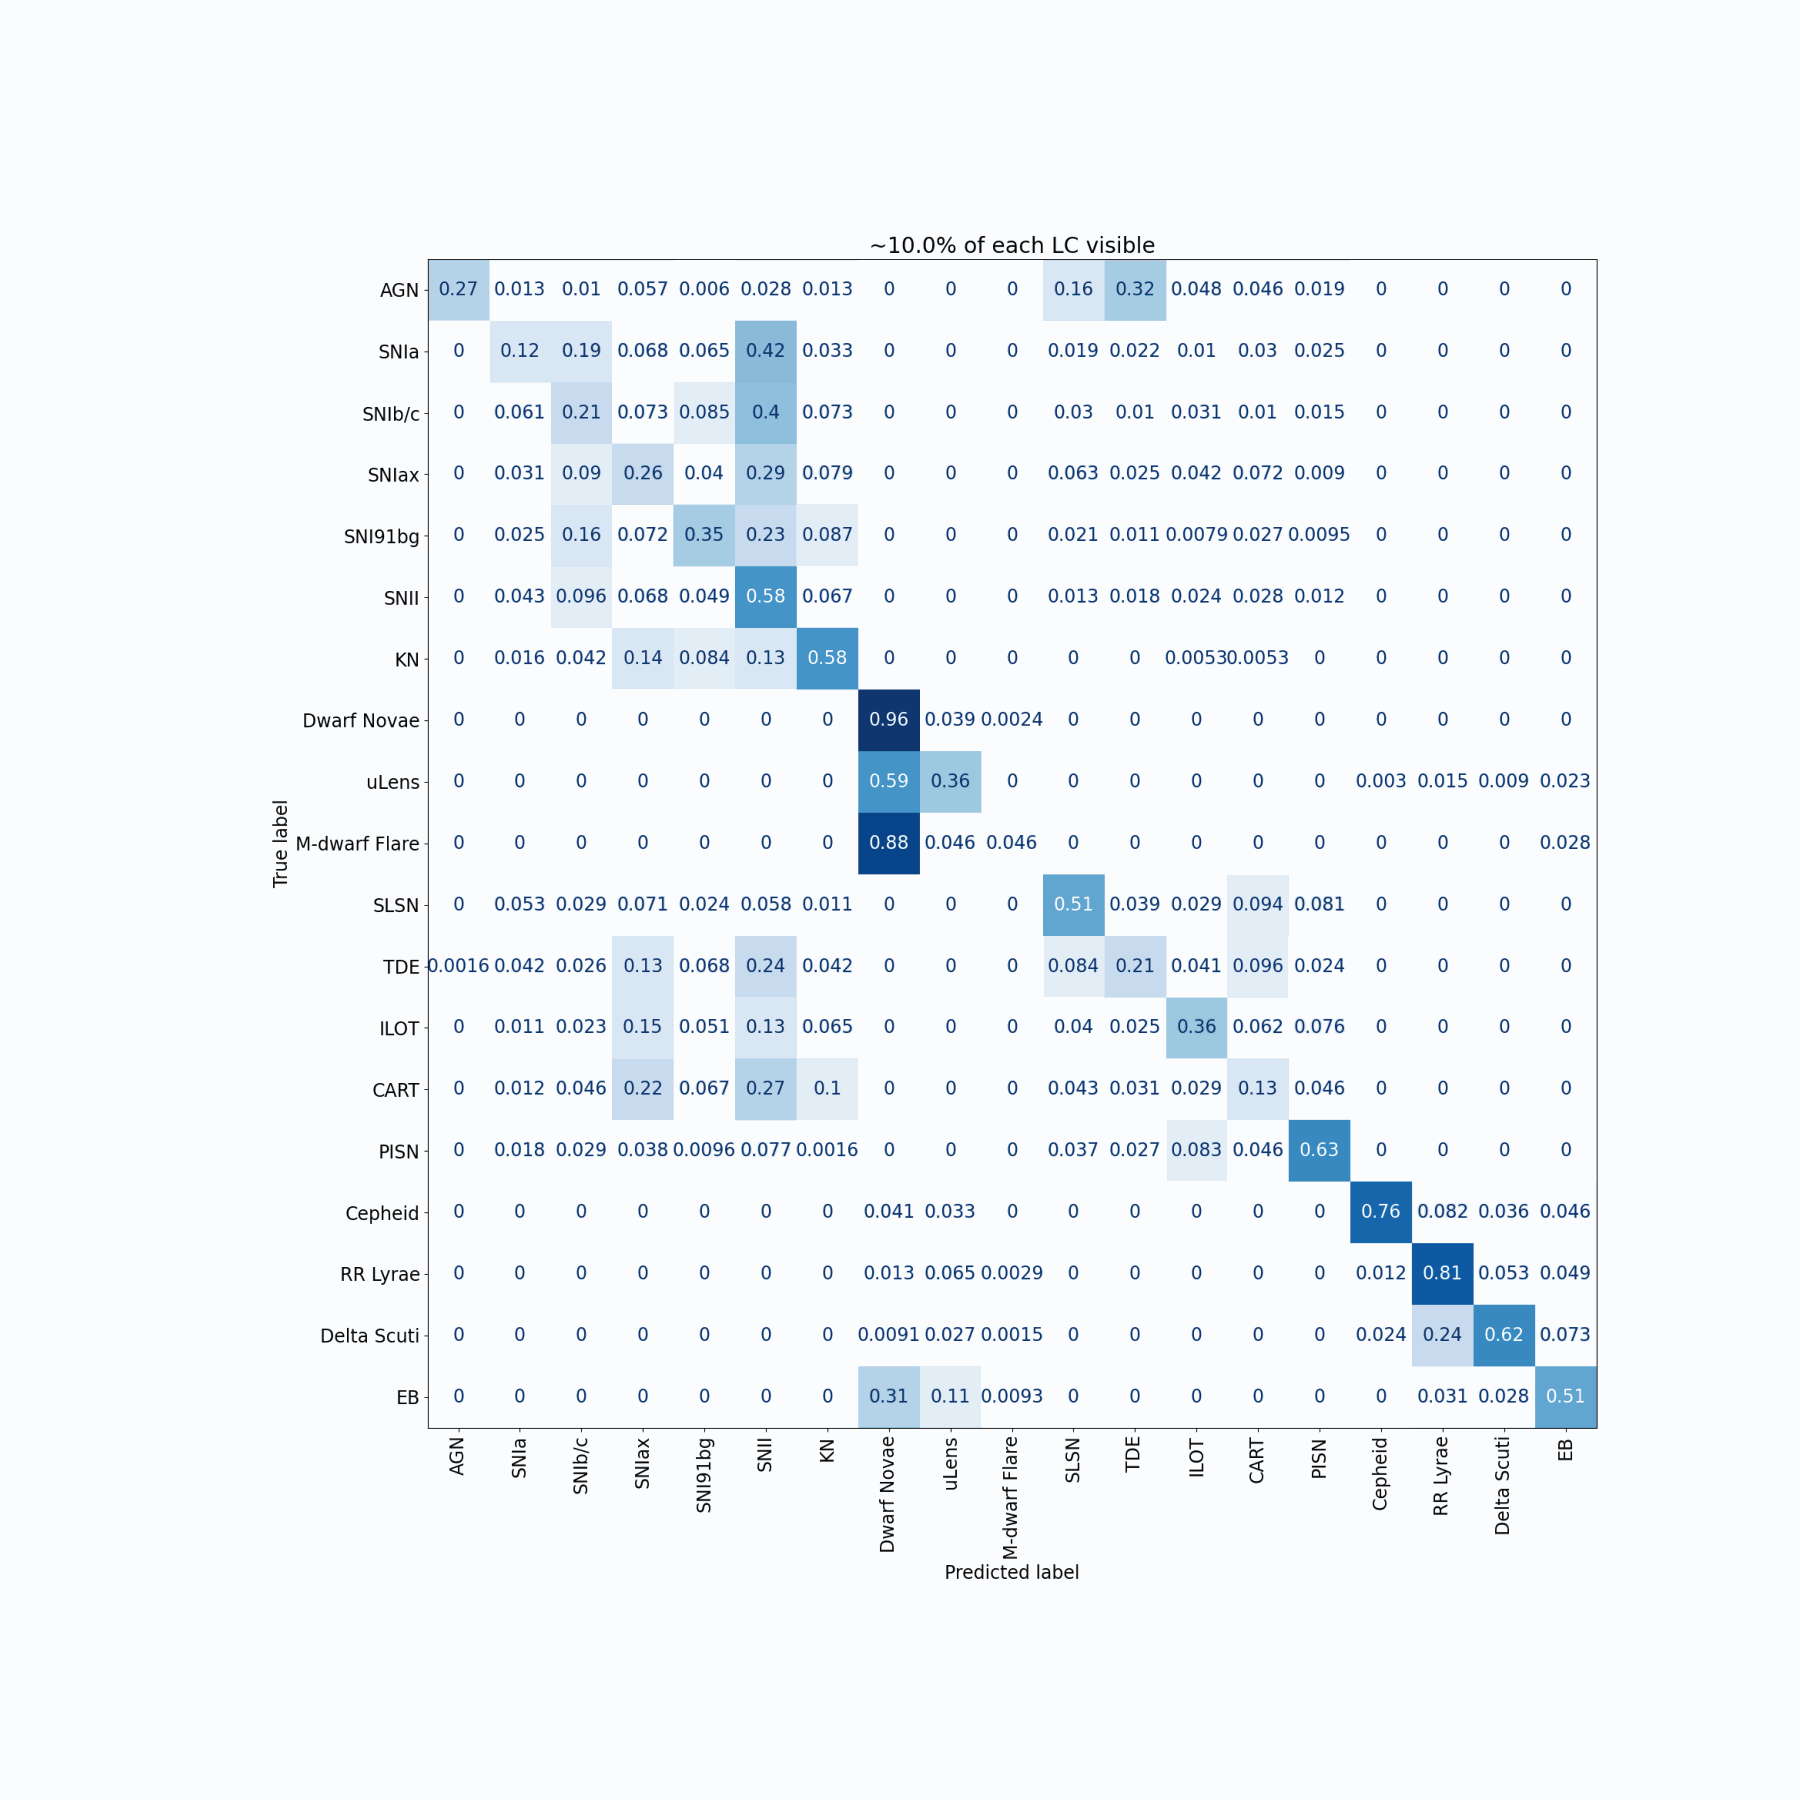 ~10.0% of each LC visible
AGN 0.27 0.013 0.01 0.057 0.006 0.028 0.013 0 0 0 0.16 0.32 0.048 0.046 0.019 0 0 0 0
SNIa 0 0.12 0.19 0.068 0.065 0.42 0.033 0 0 0 0.019 0.022 0.01 0.03 0.025 0 0 0 0
SNIb/c 0 0.061 0.21 0.073 0.085 0.4 0.073 0 0 0 0.03 0.01 0.031 0.01 0.015 0 0 0 0
SNIax 0 0.031 0.09 0.26 0.04 0.29 0.079 0 0 0 0.063 0.025 0.042 0.072 0.009 0 0 0 0
SNI91bg 0 0.025 0.16 0.072 0.35 0.23 0.087 0 0 0 0.021 0.011 0.0079 0.027 0.0095 0 0 0 0
SNII 0 0.043 0.096 0.068 0.049 0.58 0.067 0 0 0 0.013 0.018 0.024 0.028 0.012 0 0 0 0
KN 0 0.016 0.042 0.14 0.084 0.13 0.58 0 0 0 0 0 0.0053 0.0053 0 0 0 0 0
Dwarf Novae 0 0 0 0 0 0 0 0.96 0.039 0.0024 0 0 0 0 0 0 0 0 0
uLens 0 0 0 0 0 0 0 0.59 0.36 0 0 0 0 0 0 0.003 0.015 0.009 0.023
M-dwarf Flare 0 0 0 0 0 0 0 0.88 0.046 0.046 0 0 0 0 0 0 0 0 0.028
SLSN 0 0.053 0.029 0.071 0.024 0.058 0.011 0 0 0 0.51 0.039 0.029 0.094 0.081 0 0 0 0
TDE 0.0016 0.042 0.026 0.13 0.068 0.24 0.042 0 0 0 0.084 0.21 0.041 0.096 0.024 0 0 0 0
ILOT 0 0.011 0.023 0.15 0.051 0.13 0.065 0 0 0 0.04 0.025 0.36 0.062 0.076 0 0 0 0
CART 0 0.012 0.046 0.22 0.067 0.27 0.1 0 0 0 0.043 0.031 0.029 0.13 0.046 0 0 0 0
PISN 0 0.018 0.029 0.038 0.0096 0.077 0.0016 0 0 0 0.037 0.027 0.083 0.046 0.63 0 0 0 0
Cepheid 0 0 0 0 0 0 0 0.041 0.033 0 0 0 0 0 0 0.76 0.082 0.036 0.046
RR Lyrae 0 0 0 0 0 0 0 0.013 0.065 0.0029 0 0 0 0 0 0.012 0.81 0.053 0.049
Delta Scuti 0 0 0 0 0 0 0 0.0091 0.027 0.0015 0 0 0 0 0 0.024 0.24 0.62 0.073
EB 0 0 0 0 0 0 0 0.31 0.11 0.0093 0 0 0 0 0 0 0.031 0.028 0.51
True label
AGN SNIa SNIb/c SNIax SNI91bg SNII KN Dwarf Novae uLens M-dwarf Flare SLSN TDE ILOT CART PISN Cepheid RR Lyrae Delta Scuti EB
Predicted label